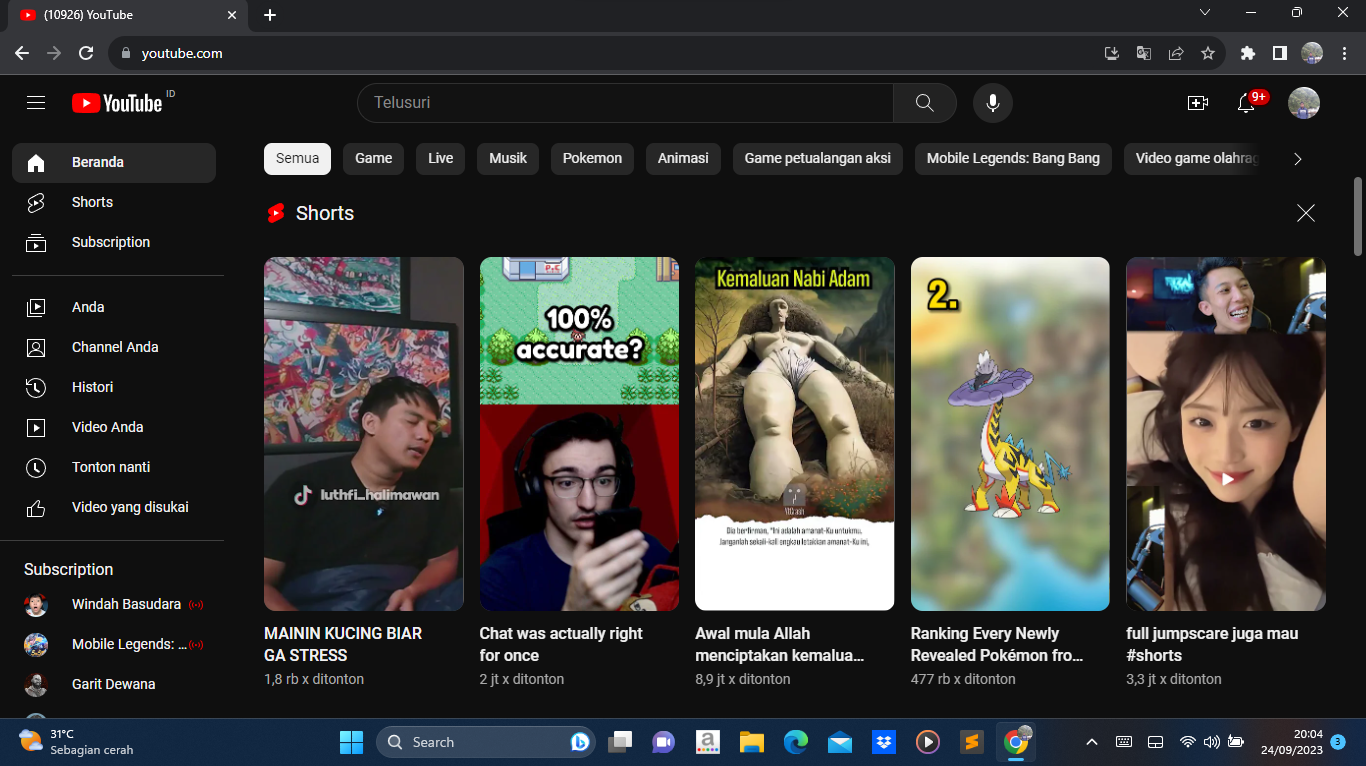 (10926) YouTube
youtube.com
YouTube ID
Telusuri
9+
Beranda
Shorts
Subscription
Anda
Channel Anda
Histori
Video Anda
Tonton nanti
Video yang disukai
Subscription
Windah Basudara
Mobile Legends: ...
Garit Dewana
Semua
Game
Live
Musik
Pokemon
Animasi
Game petualangan aksi
Mobile Legends: Bang Bang
Video game olahrag
Shorts
luthfi_halimawan
MAININ KUCING BIAR
GA STRESS
1,8 rb x ditonton
P.C
100%
accurate?
Chat was actually right
for once
2 jt x ditonton
Kemaluan Nabi Adam
Dia berfirman, "Ini adalah amanat-Ku untukmu.
Janganlah sekali-kali engkau letakkan amanat-Ku ini,
Awal mula Allah
menciptakan kemalua...
8,9 jt x ditonton
2.
Ranking Every Newly
Revealed Pokémon fro...
477 rb x ditonton
full jumpscare juga mau
#shorts
3,3 jt x ditonton
31°C
Sebagian cerah
Search
a
20:04
24/09/2023
3